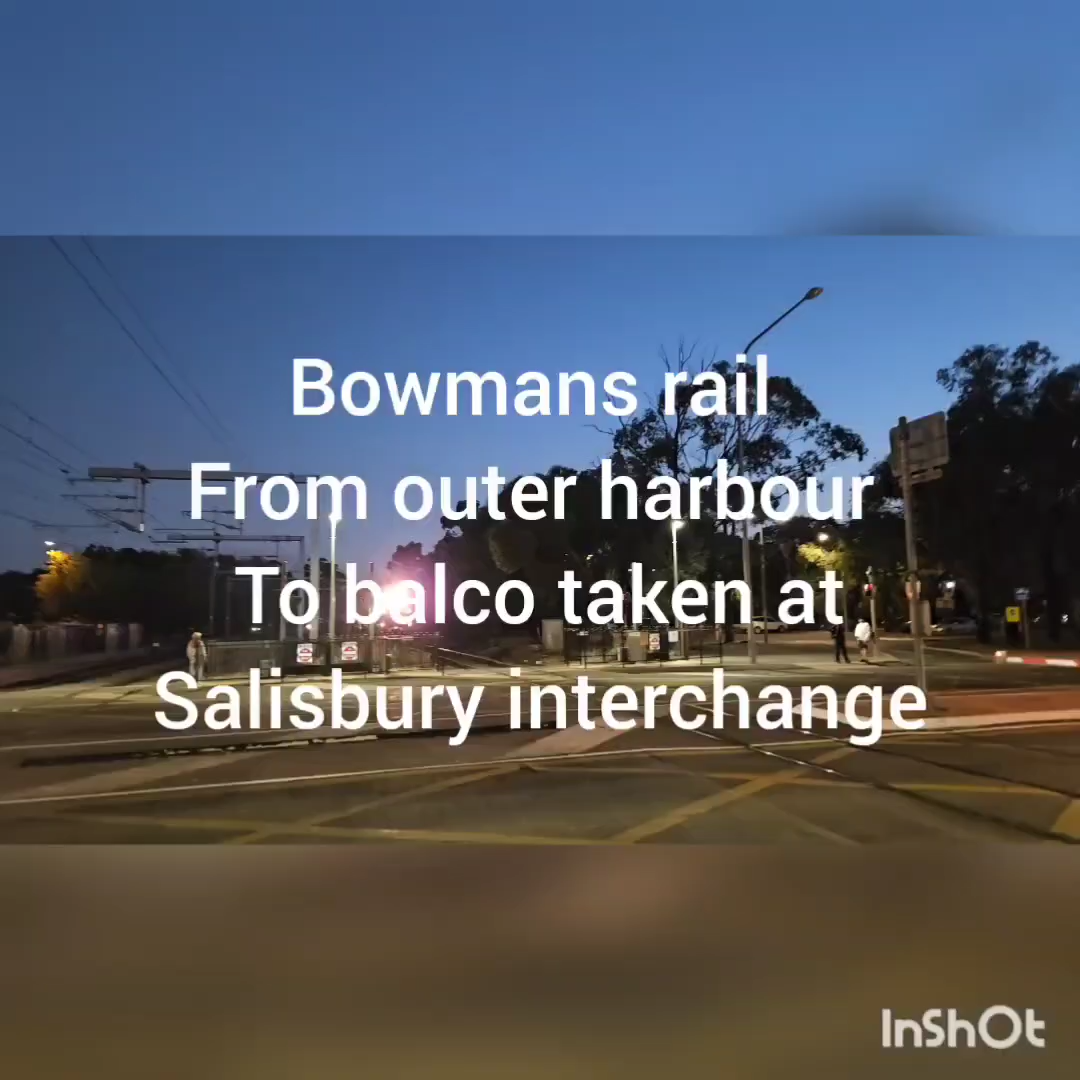 Bowmans rail
From outer harbour
To balco taken at
Salisbury interchange
InShOt